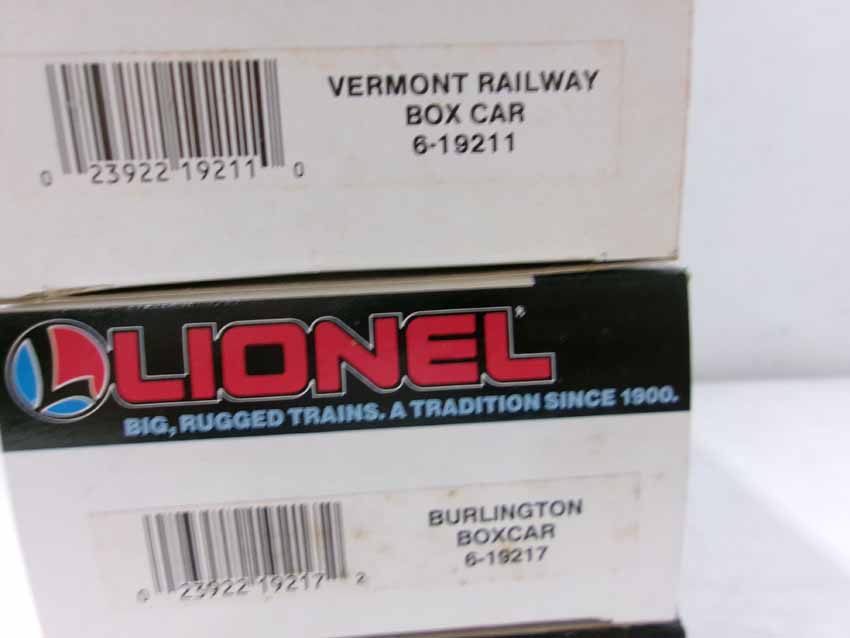 VERMONT RAILWAY
BOX CAR
6-19211
0 23922 19211 0
LIONEL®
BIG, RUGGED TRAINS. A TRADITION SINCE 1900.
BURLINGTON
BOXCAR
6-19217
0 23922 19217 2